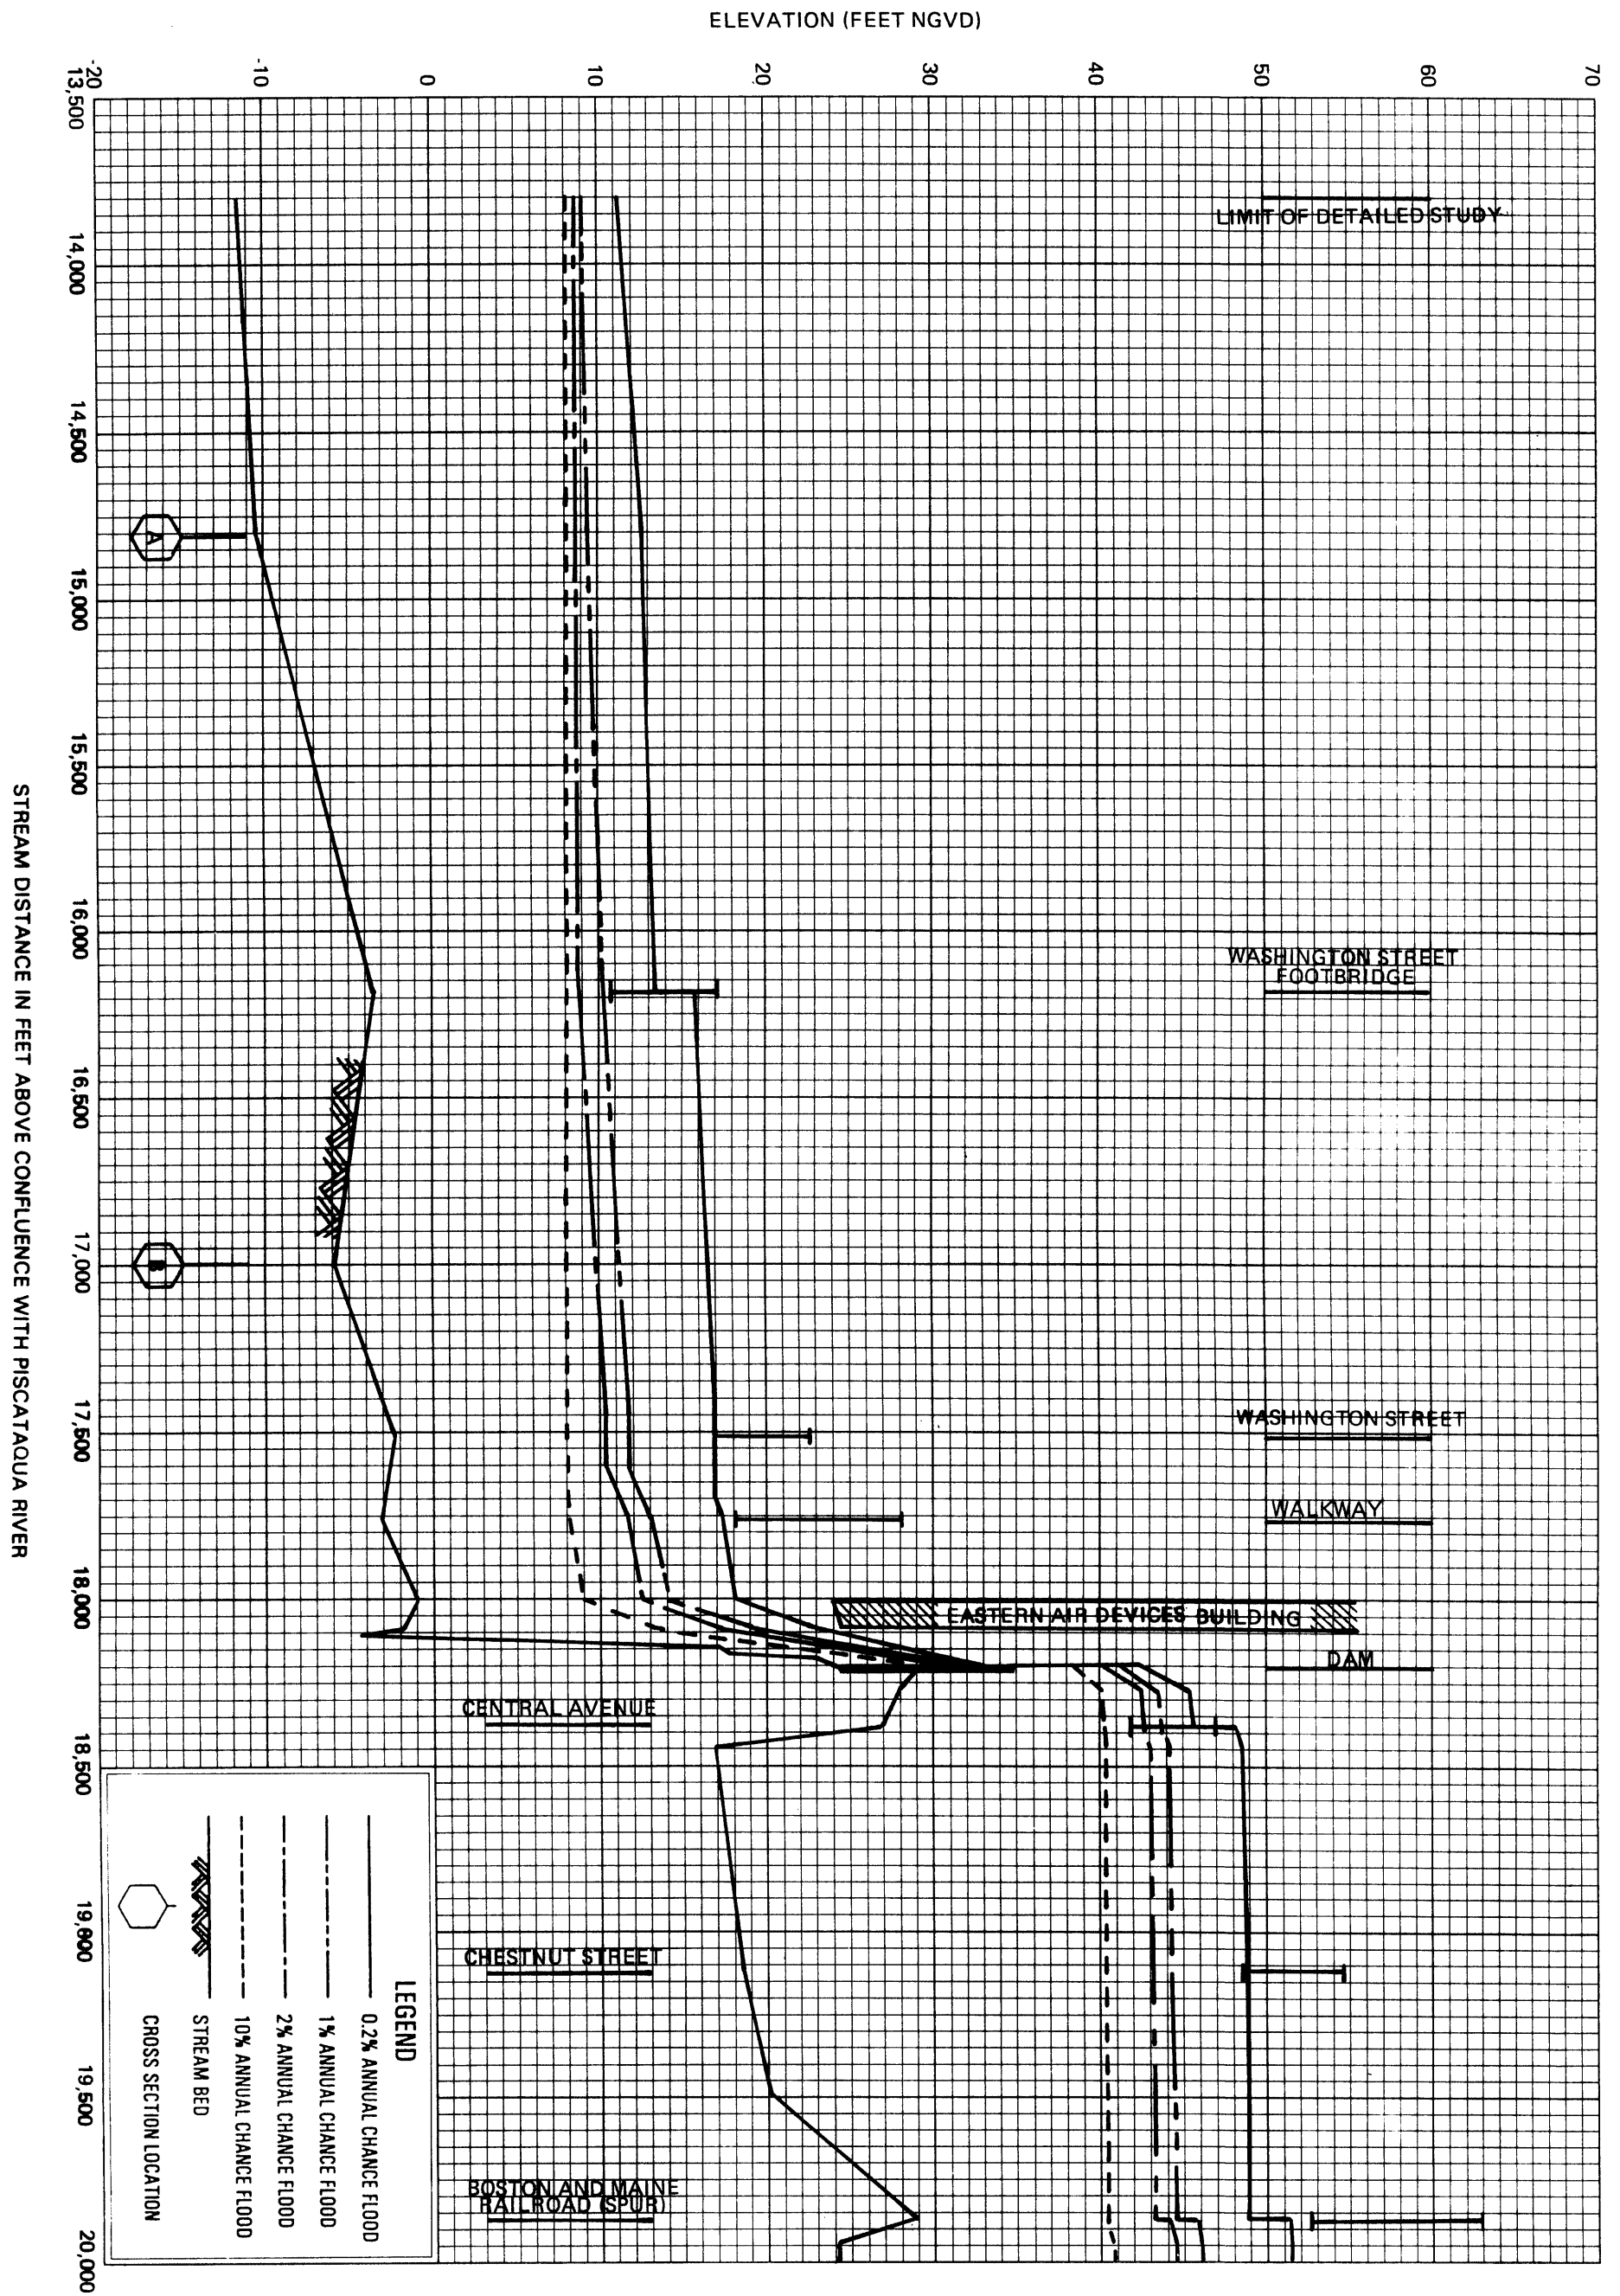 ELEVATION (FEET NGVD)
-20
-10
0
10
20
30
40
50
60
70
13,500
14,000
14,500
15,000
15,500
16,000
16,500
17,000
17,500
18,000
18,500
19,000
19,500
20,000
STREAM DISTANCE IN FEET ABOVE CONFLUENCE WITH PISCATAQUA RIVER
LIMIT OF DETAILED STUDY
WASHINGTON STREET
FOOTBRIDGE
WASHINGTON STREET
WALKWAY
EASTERN AIR DEVICES BUILDING
DAM
CENTRAL AVENUE
CHESTNUT STREET
BOSTON AND MAINE
RAILROAD (SPUR)
A
B
LEGEND
0.2% ANNUAL CHANCE FLOOD
1% ANNUAL CHANCE FLOOD
2% ANNUAL CHANCE FLOOD
10% ANNUAL CHANCE FLOOD
STREAM BED
CROSS SECTION LOCATION